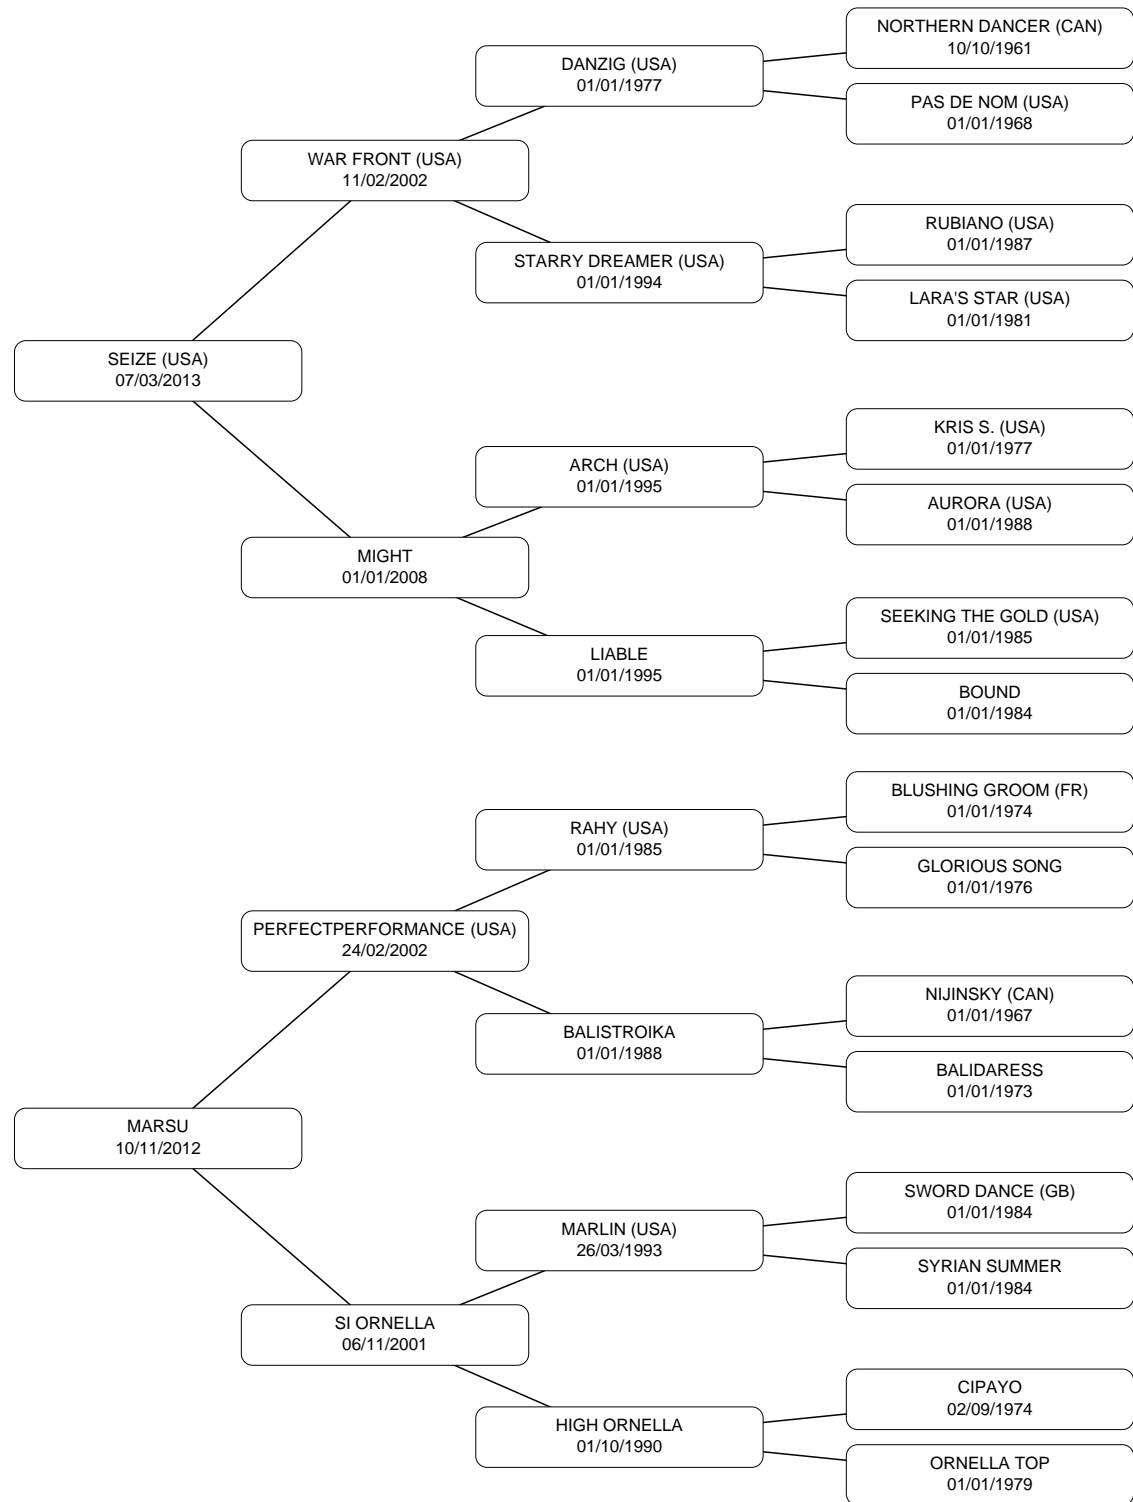 NORTHERN DANCER (CAN)
10/10/1961
DANZIG (USA)
01/01/1977
PAS DE NOM (USA)
01/01/1968
WAR FRONT (USA)
11/02/2002
RUBIANO (USA)
01/01/1987
STARRY DREAMER (USA)
01/01/1994
LARA'S STAR (USA)
01/01/1981
SEIZE (USA)
07/03/2013
KRIS S. (USA)
01/01/1977
ARCH (USA)
01/01/1995
AURORA (USA)
01/01/1988
MIGHT
01/01/2008
SEEKING THE GOLD (USA)
01/01/1985
LIABLE
01/01/1995
BOUND
01/01/1984
BLUSHING GROOM (FR)
01/01/1974
RAHY (USA)
01/01/1985
GLORIOUS SONG
01/01/1976
PERFECTPERFORMANCE (USA)
24/02/2002
NIJINSKY (CAN)
01/01/1967
BALISTROIKA
01/01/1988
BALIDARESS
01/01/1973
MARSU
10/11/2012
SWORD DANCE (GB)
01/01/1984
MARLIN (USA)
26/03/1993
SYRIAN SUMMER
01/01/1984
SI ORNELLA
06/11/2001
CIPAYO
02/09/1974
HIGH ORNELLA
01/10/1990
ORNELLA TOP
01/01/1979